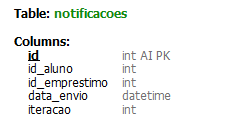 Table: notificacoes
Columns:
id int AI PK
id_aluno int
id_emprestimo int
data_envio datetime
iteracao int